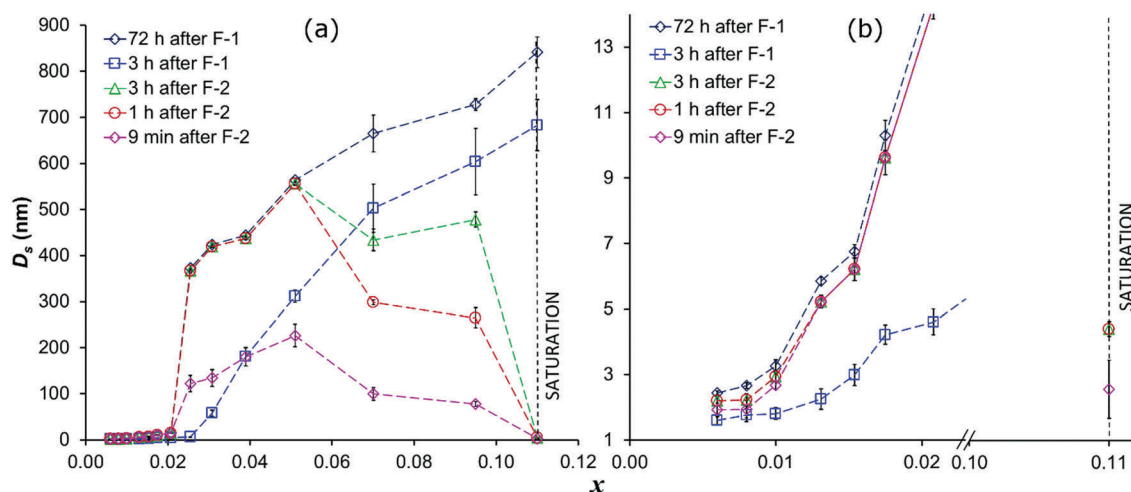 (a)
72 h after F-1
3 h after F-1
3 h after F-2
1 h after F-2
9 min after F-2
900
800
700
600
500
400
300
200
100
0
D_s (nm)
SATURATION
0.00
0.02
0.04
0.06
0.08
0.10
0.12
(b)
72 h after F-1
3 h after F-1
3 h after F-2
1 h after F-2
9 min after F-2
13
11
9
7
5
3
1
SATURATION
0.00
0.01
0.02
0.10
0.11
x